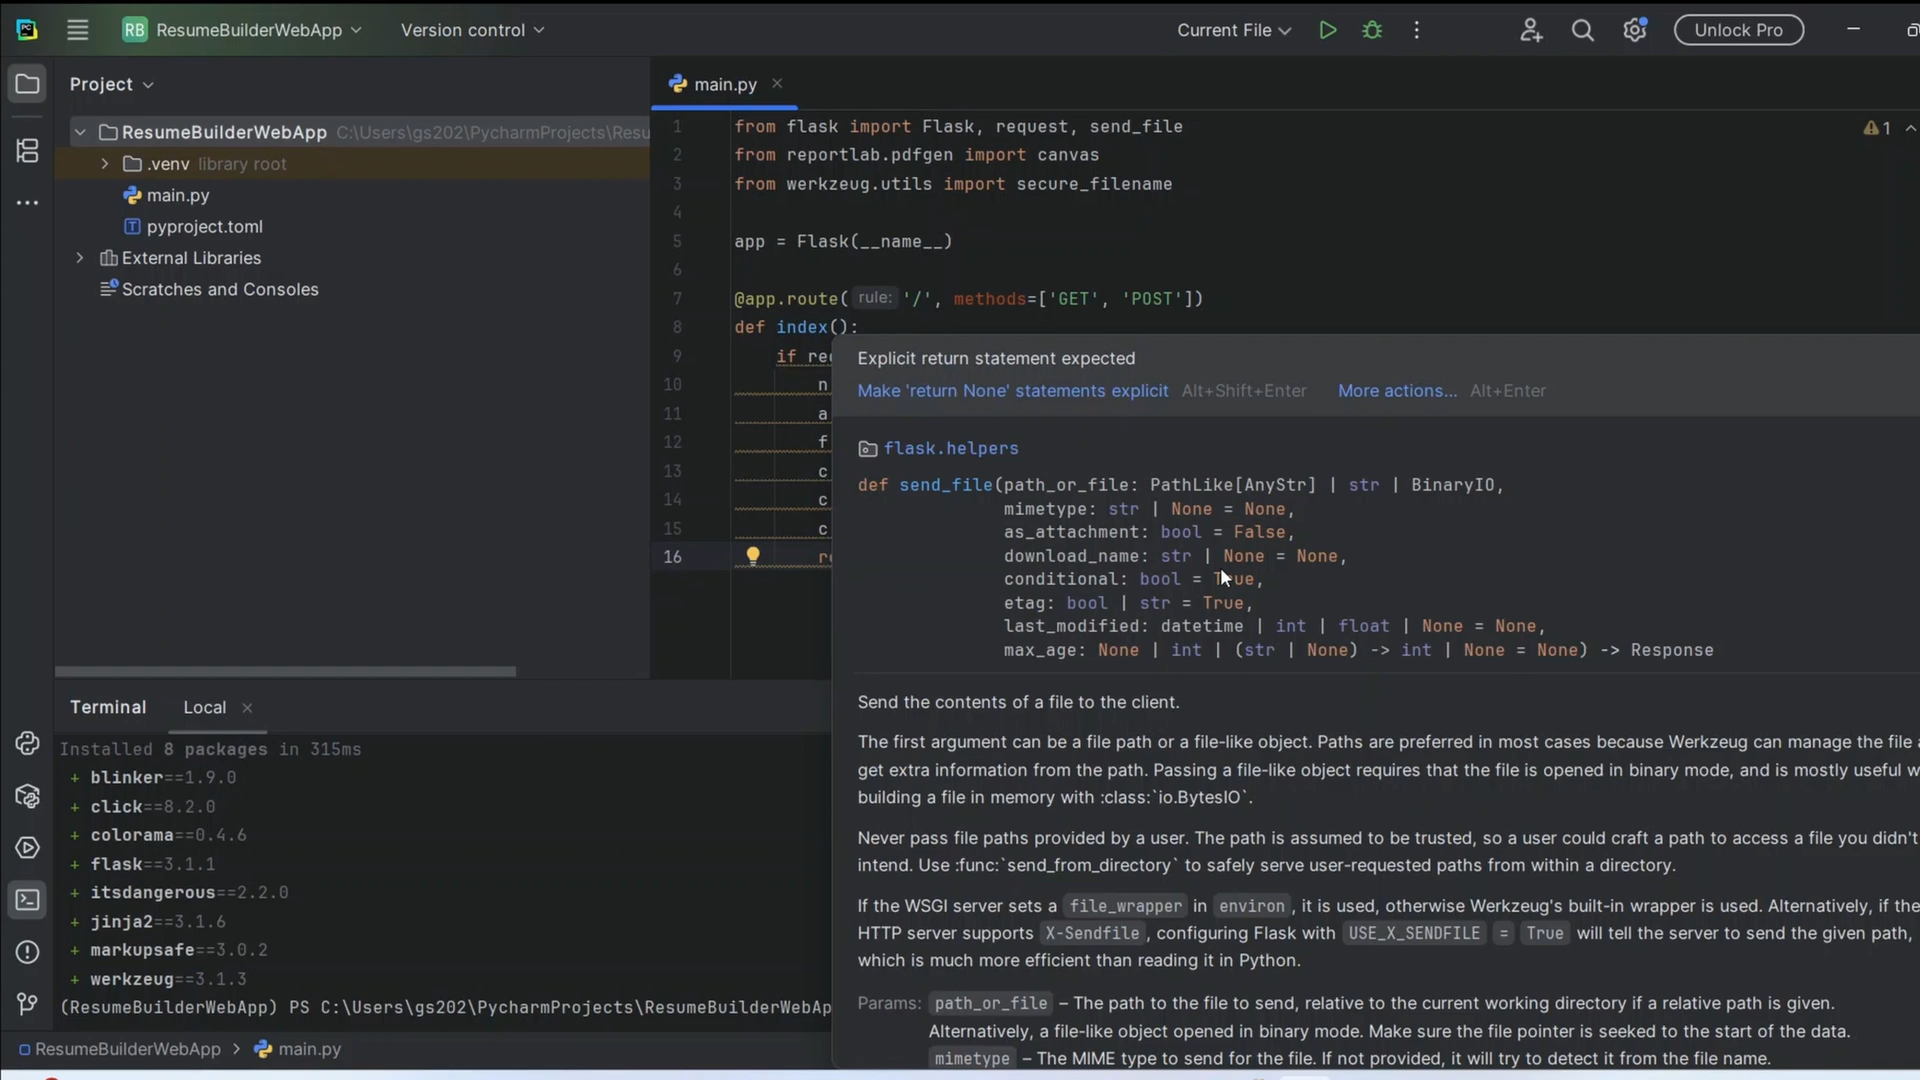 RB ResumeBuilderWebApp
Version control
Current File
Unlock Pro
Project
ResumeBuilderWebApp C:\Users\gs202\PycharmProjects\Resu
.venv library root
main.py
pyproject.toml
External Libraries
Scratches and Consoles
main.py
1 from flask import Flask, request, send_file
2 from reportlab.pdfgen import canvas
3 from werkzeug.utils import secure_filename
4
5 app = Flask(__name__)
6
7 @app.route( rule: '/', methods=['GET', 'POST'])
8 def index():
9 if re
10 n
11 a
12 f
13 c
14 c
15 c
16 r
1
Explicit return statement expected
Make 'return None' statements explicit Alt+Shift+Enter More actions... Alt+Enter
flask.helpers
def send_file(path_or_file: PathLike[AnyStr] | str | BinaryIO,
mimetype: str | None = None,
as_attachment: bool = False,
download_name: str | None = None,
conditional: bool = True,
etag: bool | str = True,
last_modified: datetime | int | float | None = None,
max_age: None | int | (str | None) -> int | None = None) -> Response
Send the contents of a file to the client.
The first argument can be a file path or a file-like object. Paths are preferred in most cases because Werkzeug can manage the file
get extra information from the path. Passing a file-like object requires that the file is opened in binary mode, and is mostly useful w
building a file in memory with :class:`io.BytesIO`.
Never pass file paths provided by a user. The path is assumed to be trusted, so a user could craft a path to access a file you didn't
intend. Use :func:`send_from_directory` to safely serve user-requested paths from within a directory.
If the WSGI server sets a file_wrapper in environ, it is used, otherwise Werkzeug's built-in wrapper is used. Alternatively, if the
HTTP server supports X-Sendfile, configuring Flask with USE_X_SENDFILE = True will tell the server to send the given path,
which is much more efficient than reading it in Python.
Params: path_or_file – The path to the file to send, relative to the current working directory if a relative path is given.
Alternatively, a file-like object opened in binary mode. Make sure the file pointer is seeked to the start of the data.
mimetype – The MIME type to send for the file. If not provided, it will try to detect it from the file name.
Terminal
Local
Installed 8 packages in 315ms
+ blinker==1.9.0
+ click==8.2.0
+ colorama==0.4.6
+ flask==3.1.1
+ itsdangerous==2.2.0
+ jinja2==3.1.6
+ markupsafe==3.0.2
+ werkzeug==3.1.3
(ResumeBuilderWebApp) PS C:\Users\gs202\PycharmProjects\ResumeBuilderWebAp
ResumeBuilderWebApp > main.py